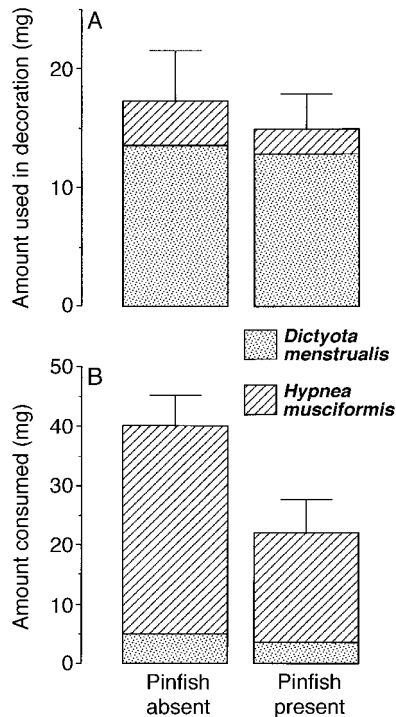 A
Amount used in decoration (mg)
20
10
0
Dictyota
menstrualis
Hypnea
musciformis
B
Amount consumed (mg)
50
40
30
20
10
0
Pinfish
absent
Pinfish
present